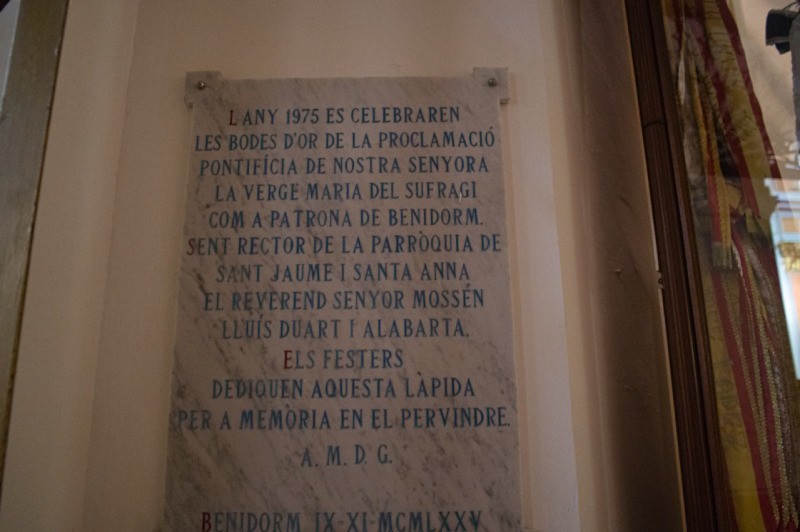 LANY 1975 ES CELEBRAREN
LES BODES D'OR DE LA PROCLAMACIÓ
PONTIFÍCIA DE NOSTRA SENYORA
LA VERGE MARIA DEL SUFRAGI
COM A PATRONA DE BENIDORM.
SENT RECTOR DE LA PARRÒQUIA DE
SANT JAUME I SANTA ANNA
EL REVEREND SENYOR MOSSÉN
LLUÍS DUART I ALABARTA.
ELS FESTERS
DEDIQUEN AQUESTA LÀPIDA
PER A MEMÒRIA EN EL PERVINDRE.
A. M. D. G.
BENIDORM IX-XI-MCMLXXV